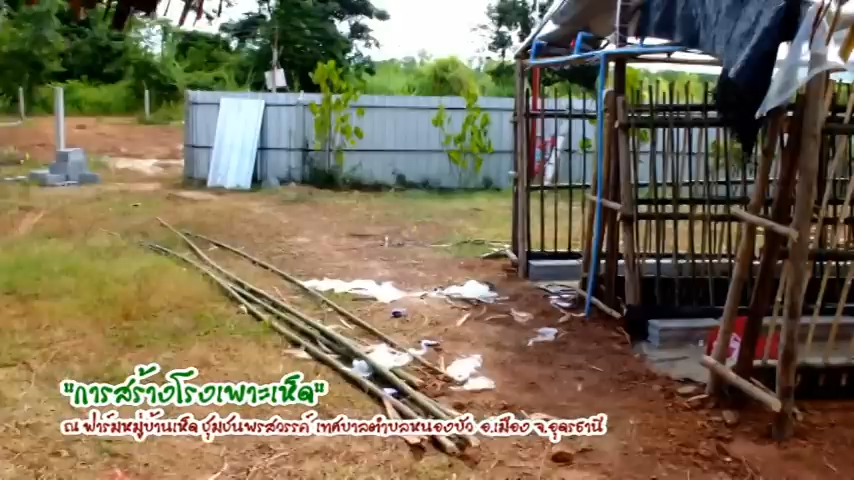 "การสร้างโรงเพาะเห็ด"
ณ ฟาร์มหมู่บ้านเห็ด ชุมชนพรสวรรค์ เทศบาลตำบลหนองบัว อ.เมือง จ.อุดรธานี